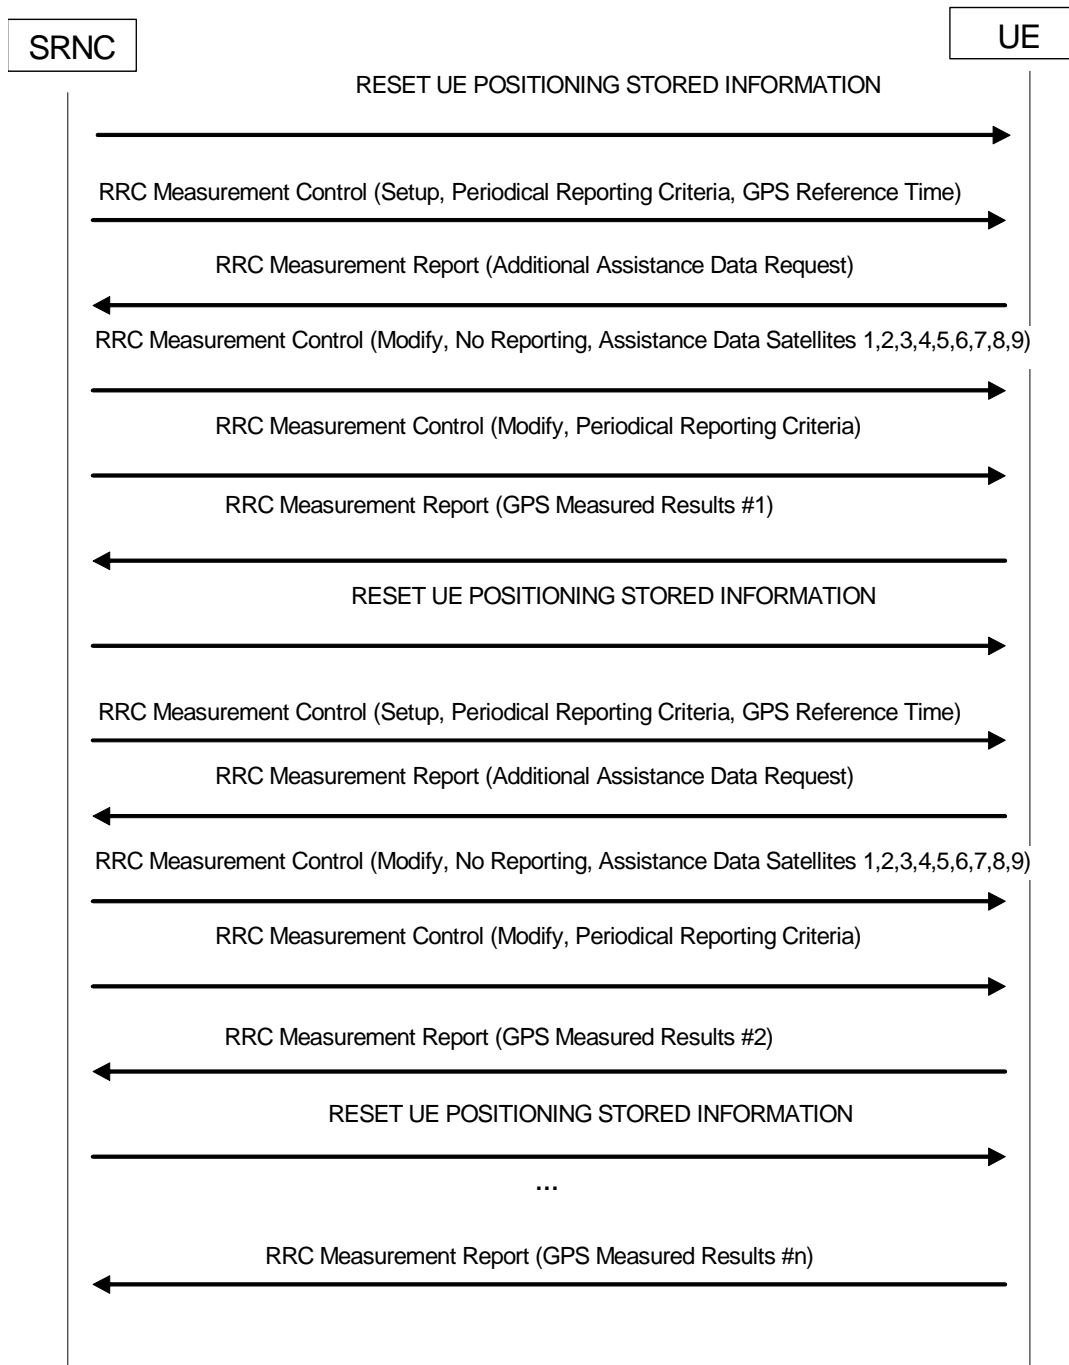 SRNC
UE
RESET UE POSITIONING STORED INFORMATION
RRC Measurement Control (Setup, Periodical Reporting Criteria, GPS Reference Time)
RRC Measurement Report (Additional Assistance Data Request)
RRC Measurement Control (Modify, No Reporting, Assistance Data Satellites 1,2,3,4,5,6,7,8,9)
RRC Measurement Control (Modify, Periodical Reporting Criteria)
RRC Measurement Report (GPS Measured Results #1)
RESET UE POSITIONING STORED INFORMATION
RRC Measurement Control (Setup, Periodical Reporting Criteria, GPS Reference Time)
RRC Measurement Report (Additional Assistance Data Request)
RRC Measurement Control (Modify, No Reporting, Assistance Data Satellites 1,2,3,4,5,6,7,8,9)
RRC Measurement Control (Modify, Periodical Reporting Criteria)
RRC Measurement Report (GPS Measured Results #2)
RESET UE POSITIONING STORED INFORMATION
...
RRC Measurement Report (GPS Measured Results #n)